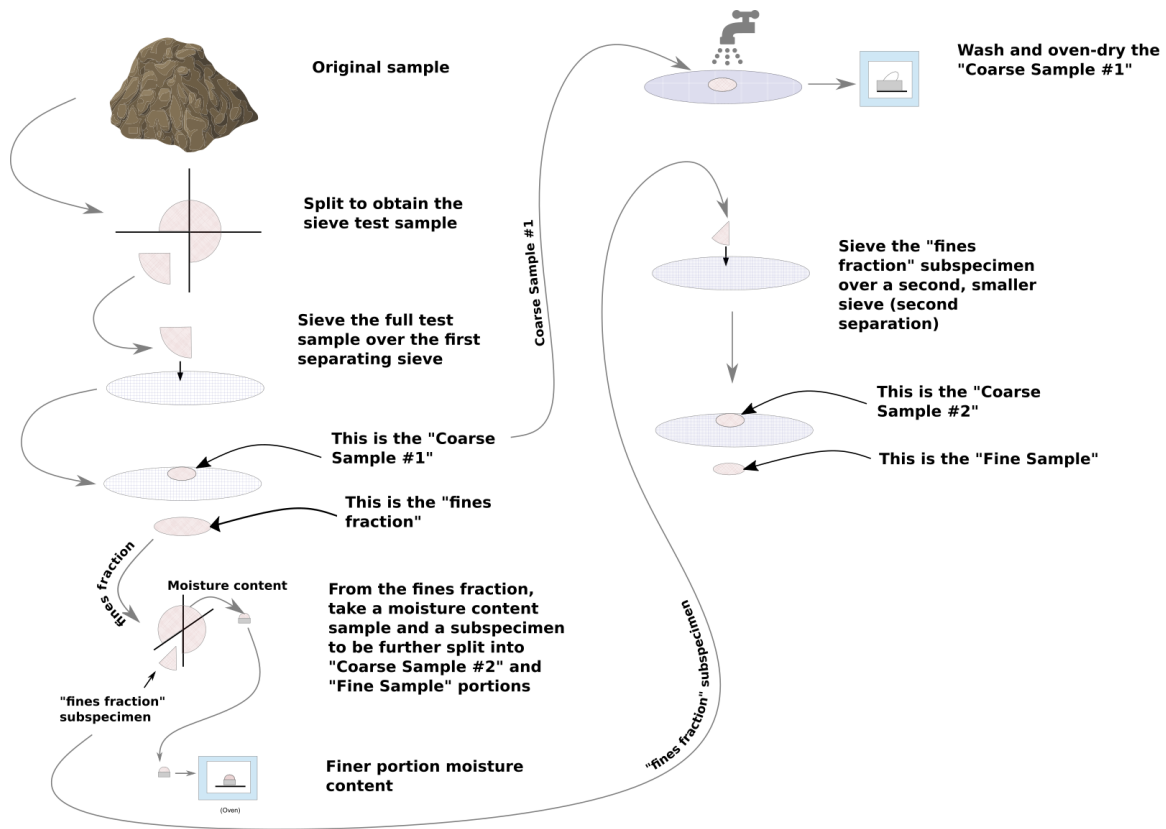 Original sample
Split to obtain the
sieve test sample
Sieve the full test
sample over the first
separating sieve
This is the "Coarse
Sample #1"
This is the "fines
fraction"
fines fraction
Moisture content
From the fines fraction,
take a moisture content
sample and a subspecimen
to be further split into
"Coarse Sample #2" and
"Fine Sample" portions
"fines fraction"
subspecimen
Finer portion moisture
content
(Oven)
Coarse Sample #1
Wash and oven-dry the
"Coarse Sample #1"
"fines fraction" subspecimen
Sieve the "fines
fraction" subspecimen
over a second, smaller
sieve (second
separation)
This is the "Coarse
Sample #2"
This is the "Fine Sample"